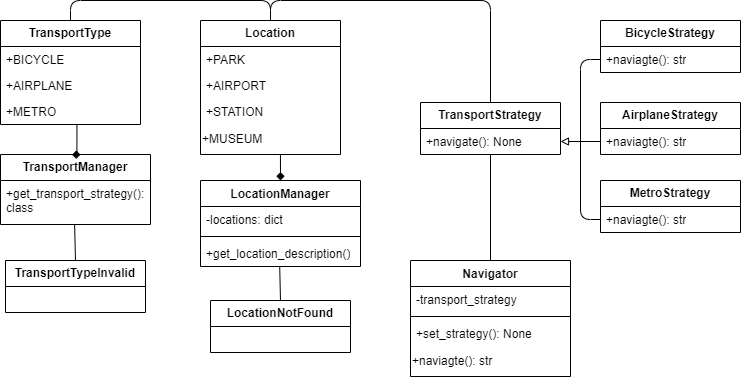 TransportType
+BICYCLE
+AIRPLANE
+METRO
Location
+PARK
+AIRPORT
+STATION
+MUSEUM
TransportStrategy
+navigate(): None
BicycleStrategy
+naviagte(): str
AirplaneStrategy
+naviagte(): str
MetroStrategy
+naviagte(): str
TransportManager
+get_transport_strategy():
class
LocationManager
-locations: dict
+get_location_description()
TransportTypeInvalid
LocationNotFound
Navigator
-transport_strategy
+set_strategy(): None
+naviagte(): str